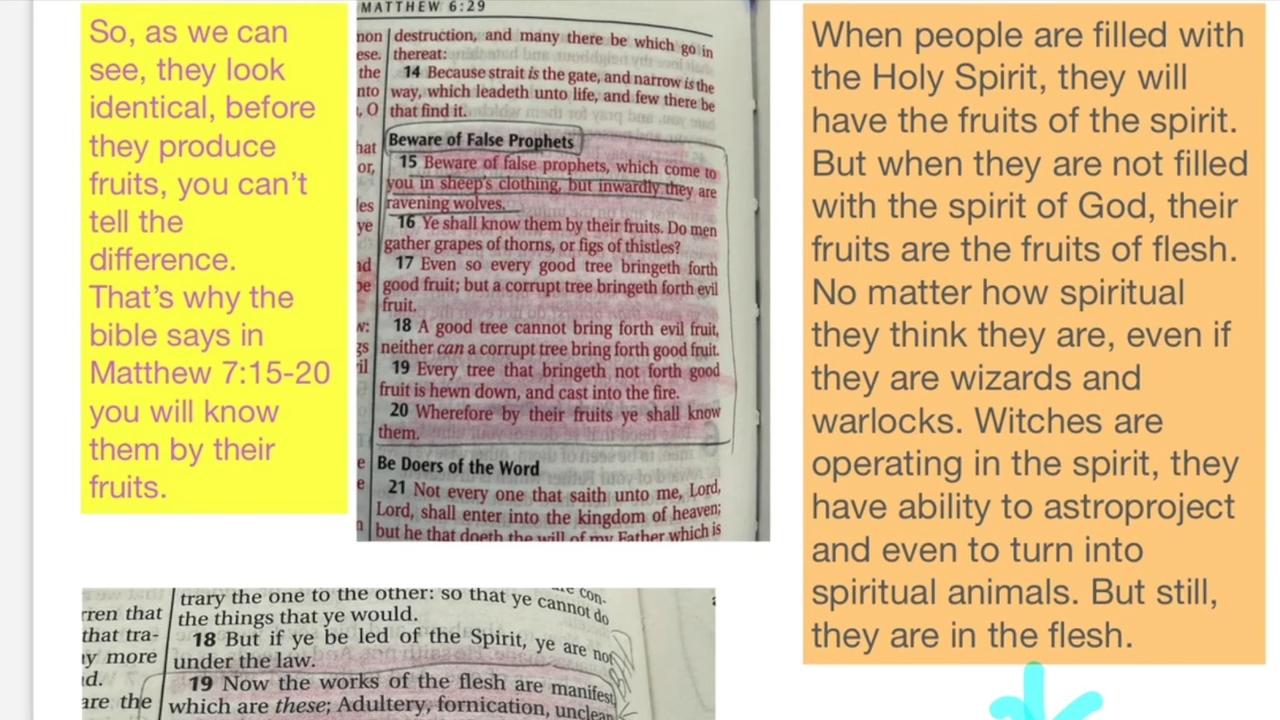 So, as we can
see, they look
identical, before
they produce
fruits, you can't
tell the
difference.
That's why the
bible says in
Matthew 7:15-20
you will know
them by their
fruits.
MATTHEW 6:29
destruction, and many there be which go in
thereat:
14 Because strait is the gate, and narrow is the
way, which leadeth unto life, and few there be
that find it.
Beware of False Prophets
15 Beware of false prophets, which come to
you in sheep's clothing, but inwardly they are
ravening wolves.
16 Ye shall know them by their fruits. Do men
gather grapes of thorns, or figs of thistles?
17 Even so every good tree bringeth forth
good fruit; but a corrupt tree bringeth forth evil
fruit.
18 A good tree cannot bring forth evil fruit,
neither can a corrupt tree bring forth good fruit.
19 Every tree that bringeth not forth good
fruit is hewn down, and cast into the fire.
20 Wherefore by their fruits ye shall know
them.
Be Doers of the Word
21 Not every one that saith unto me, Lord,
Lord, shall enter into the kingdom of heaven;
but he that doeth the will of my Father which is
When people are filled with
the Holy Spirit, they will
have the fruits of the spirit.
But when they are not filled
with the spirit of God, their
fruits are the fruits of flesh.
No matter how spiritual
they think they are, even if
they are wizards and
warlocks. Witches are
operating in the spirit, they
have ability to astroproject
and even to turn into
spiritual animals. But still,
they are in the flesh.
rren that
that tra-
y more
d.
are the
trary the one to the other: so that ye cannot do
the things that ye would.
18 But if ye be led of the Spirit, ye are not
under the law.
19 Now the works of the flesh are manifest
which are these; Adultery, fornication, unclean